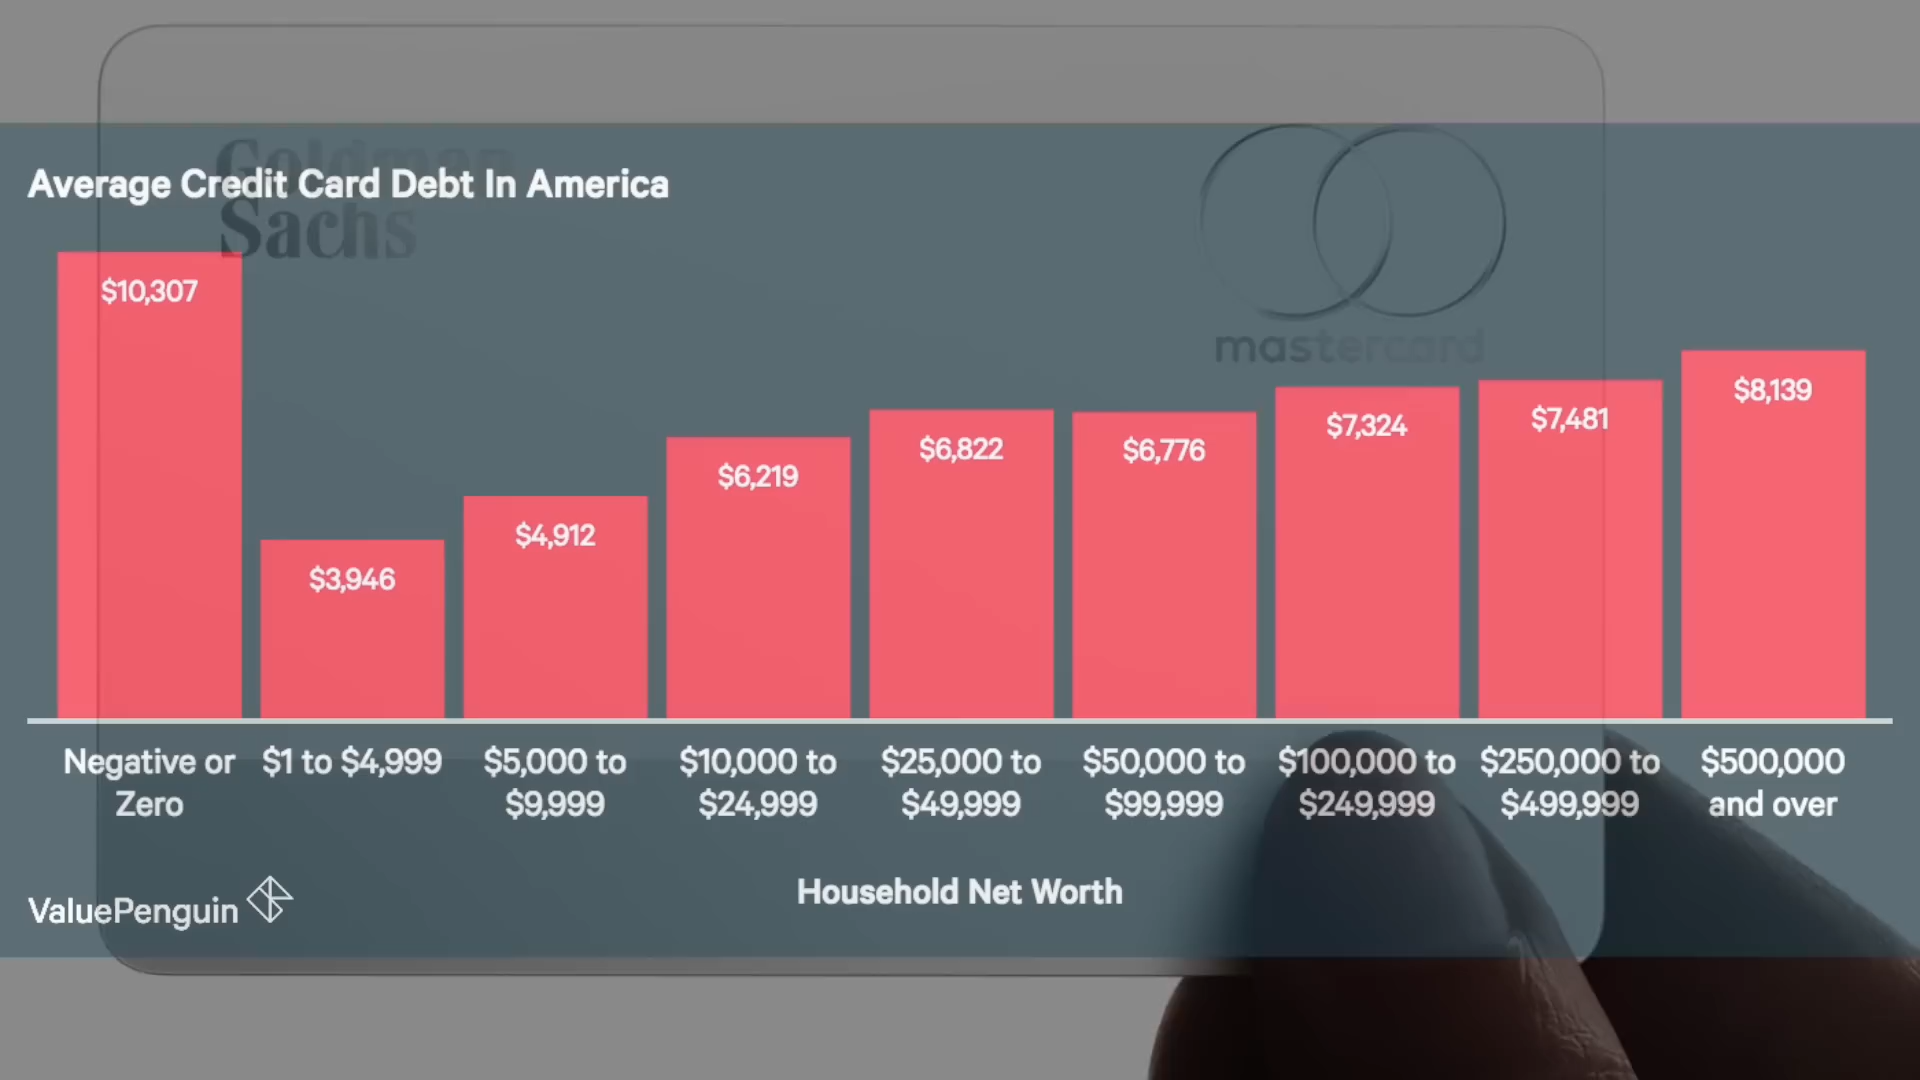 Goldman
Sachs
mastercard
Average Credit Card Debt In America
$10,307
$3,946
$4,912
$6,219
$6,822
$6,776
$7,324
$7,481
$8,139
Negative or
Zero
$1 to $4,999
$5,000 to
$9,999
$10,000 to
$24,999
$25,000 to
$49,999
$50,000 to
$99,999
$100,000 to
$249,999
$250,000 to
$499,999
$500,000
and over
Household Net Worth
ValuePenguin